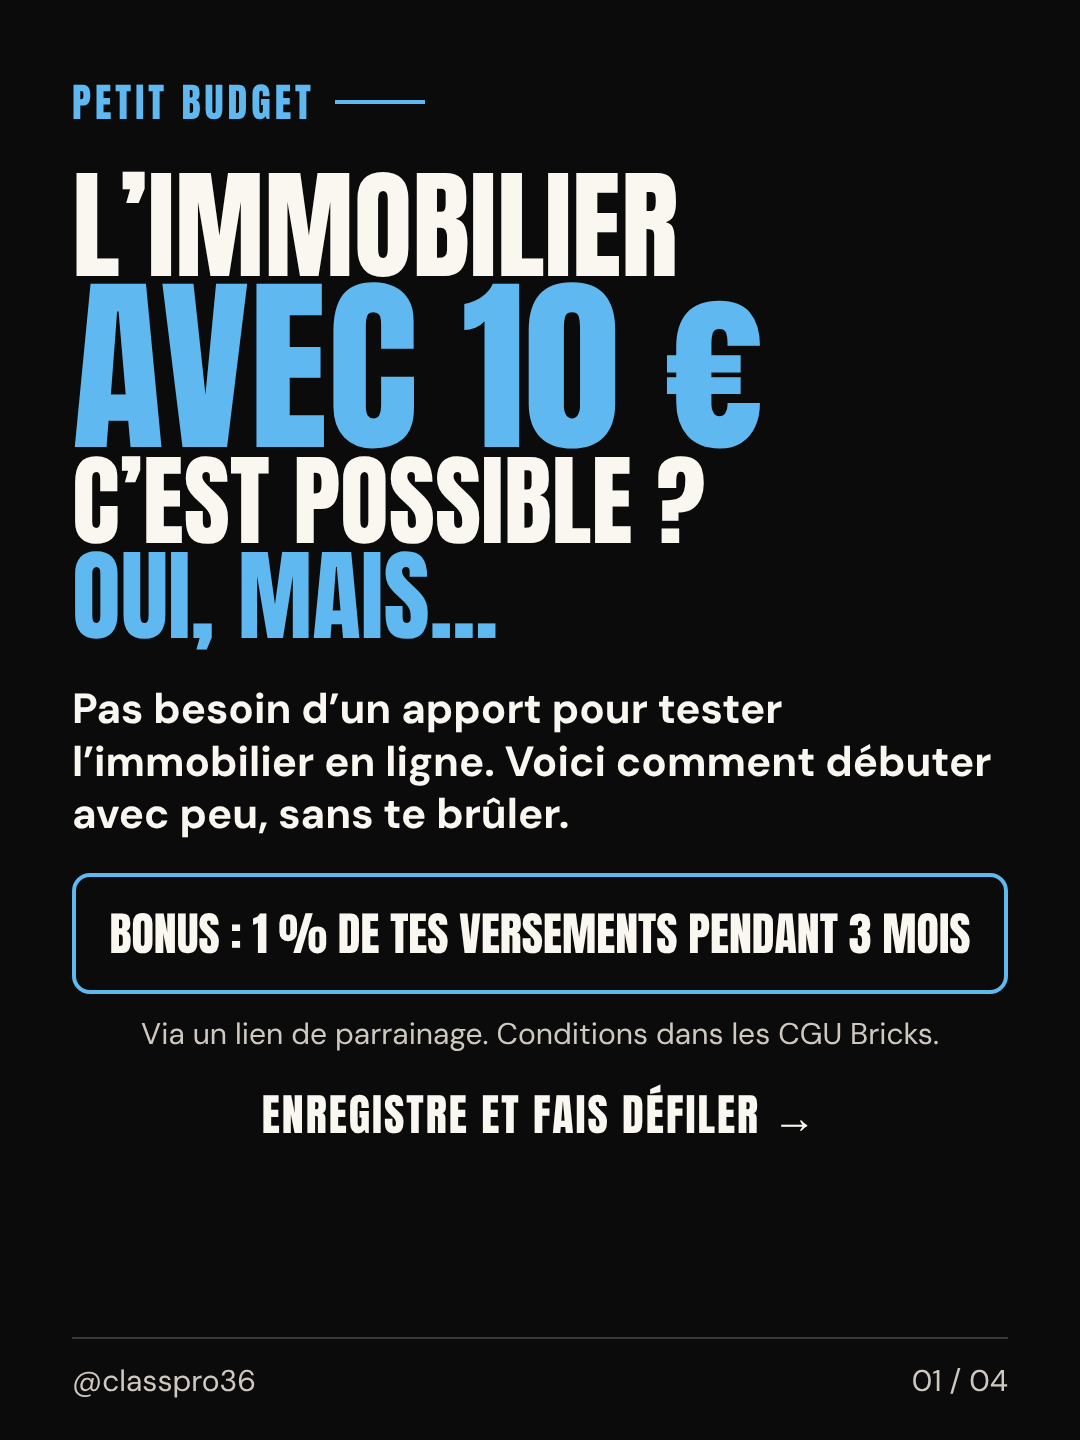 PETIT BUDGET
L’IMMOBILIER
AVEC 10 €
C’EST POSSIBLE ?
OUI, MAIS...
Pas besoin d’un apport pour tester
l’immobilier en ligne. Voici comment débuter
avec peu, sans te brûler.
BONUS : 1 % DE TES VERSEMENTS PENDANT 3 MOIS
Via un lien de parrainage. Conditions dans les CGU Bricks.
ENREGISTRE ET FAIS DÉFILER →
@classpro36
01 / 04